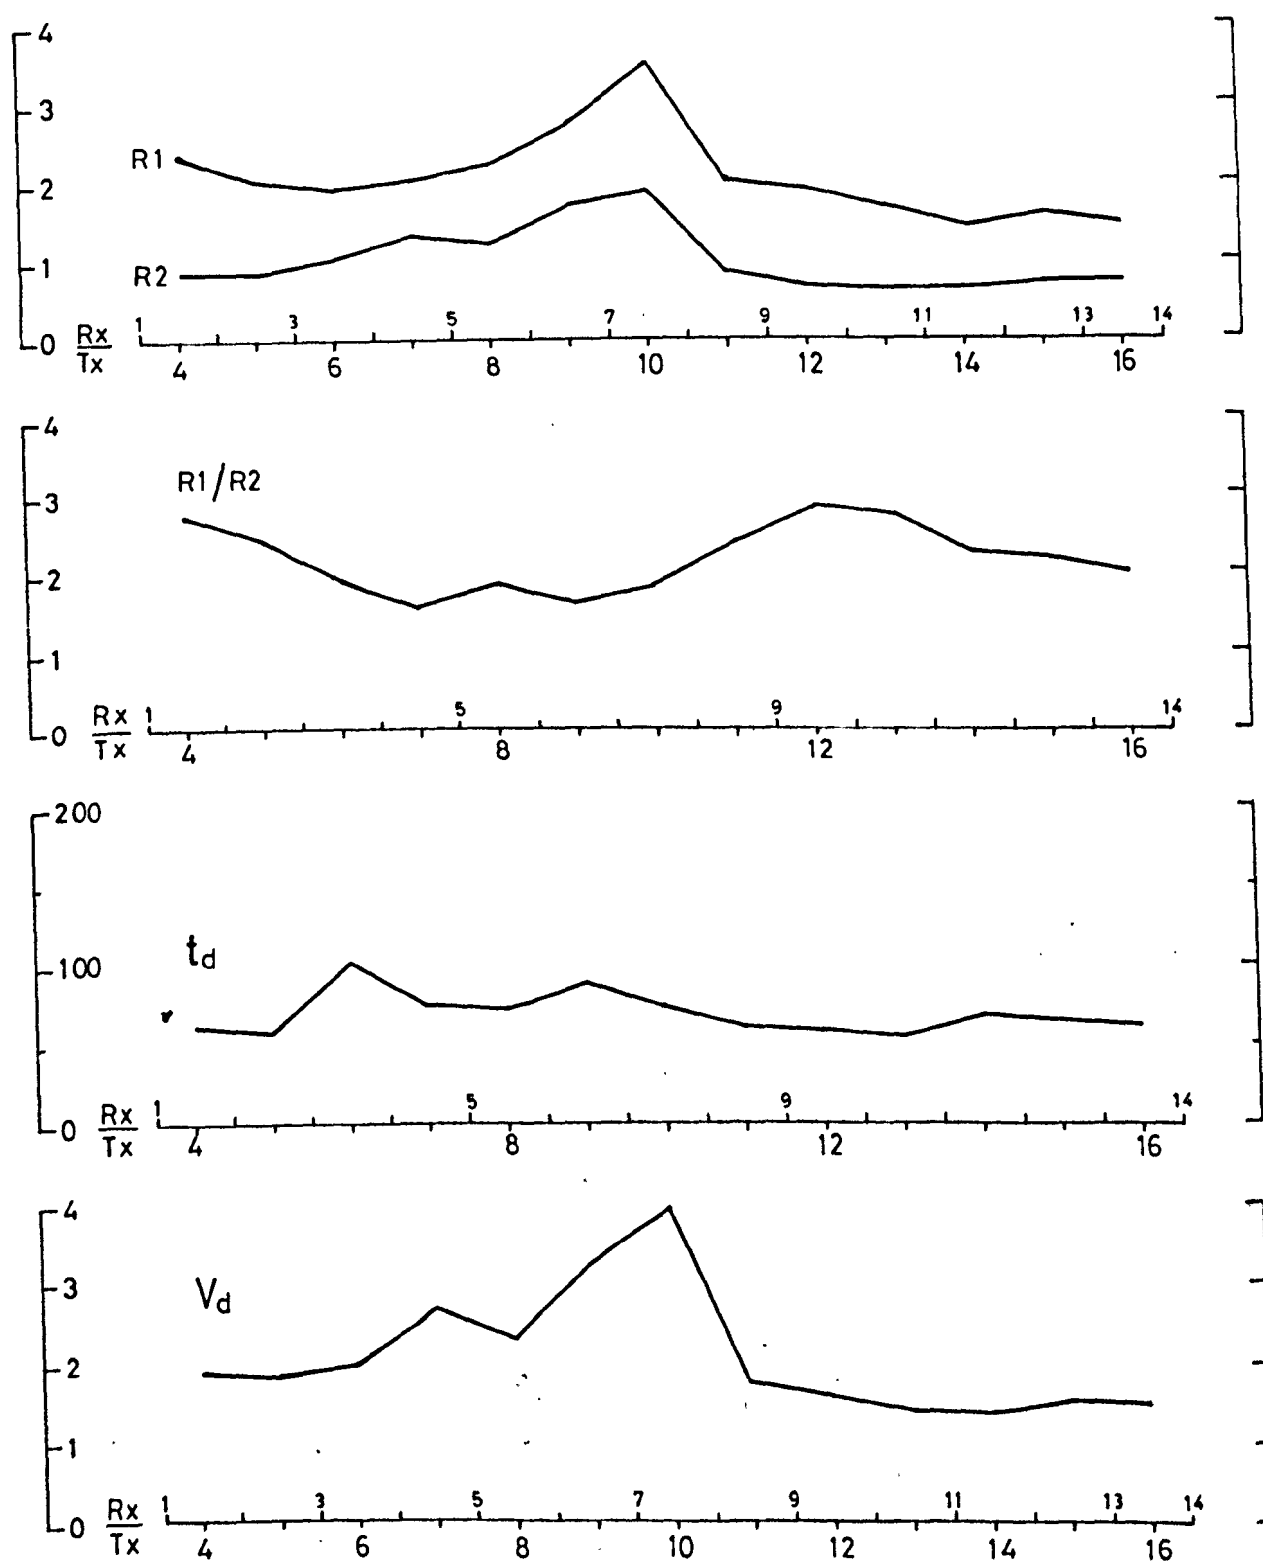 4
3
R1
2
R2
1
1 3 5 7 9 11 13 14
0 Rx
Tx 4 6 8 10 12 14 16
4
R1/R2
3
2
1
Rx 1 5 9 14
0 Tx 4 8 12 16
200
td
100
Rx 1 5 9 14
0 Tx 4 8 12 16
4
3
Vd
2
1
Rx 1 3 5 7 9 11 13 14
0 Tx 4 6 8 10 12 14 16